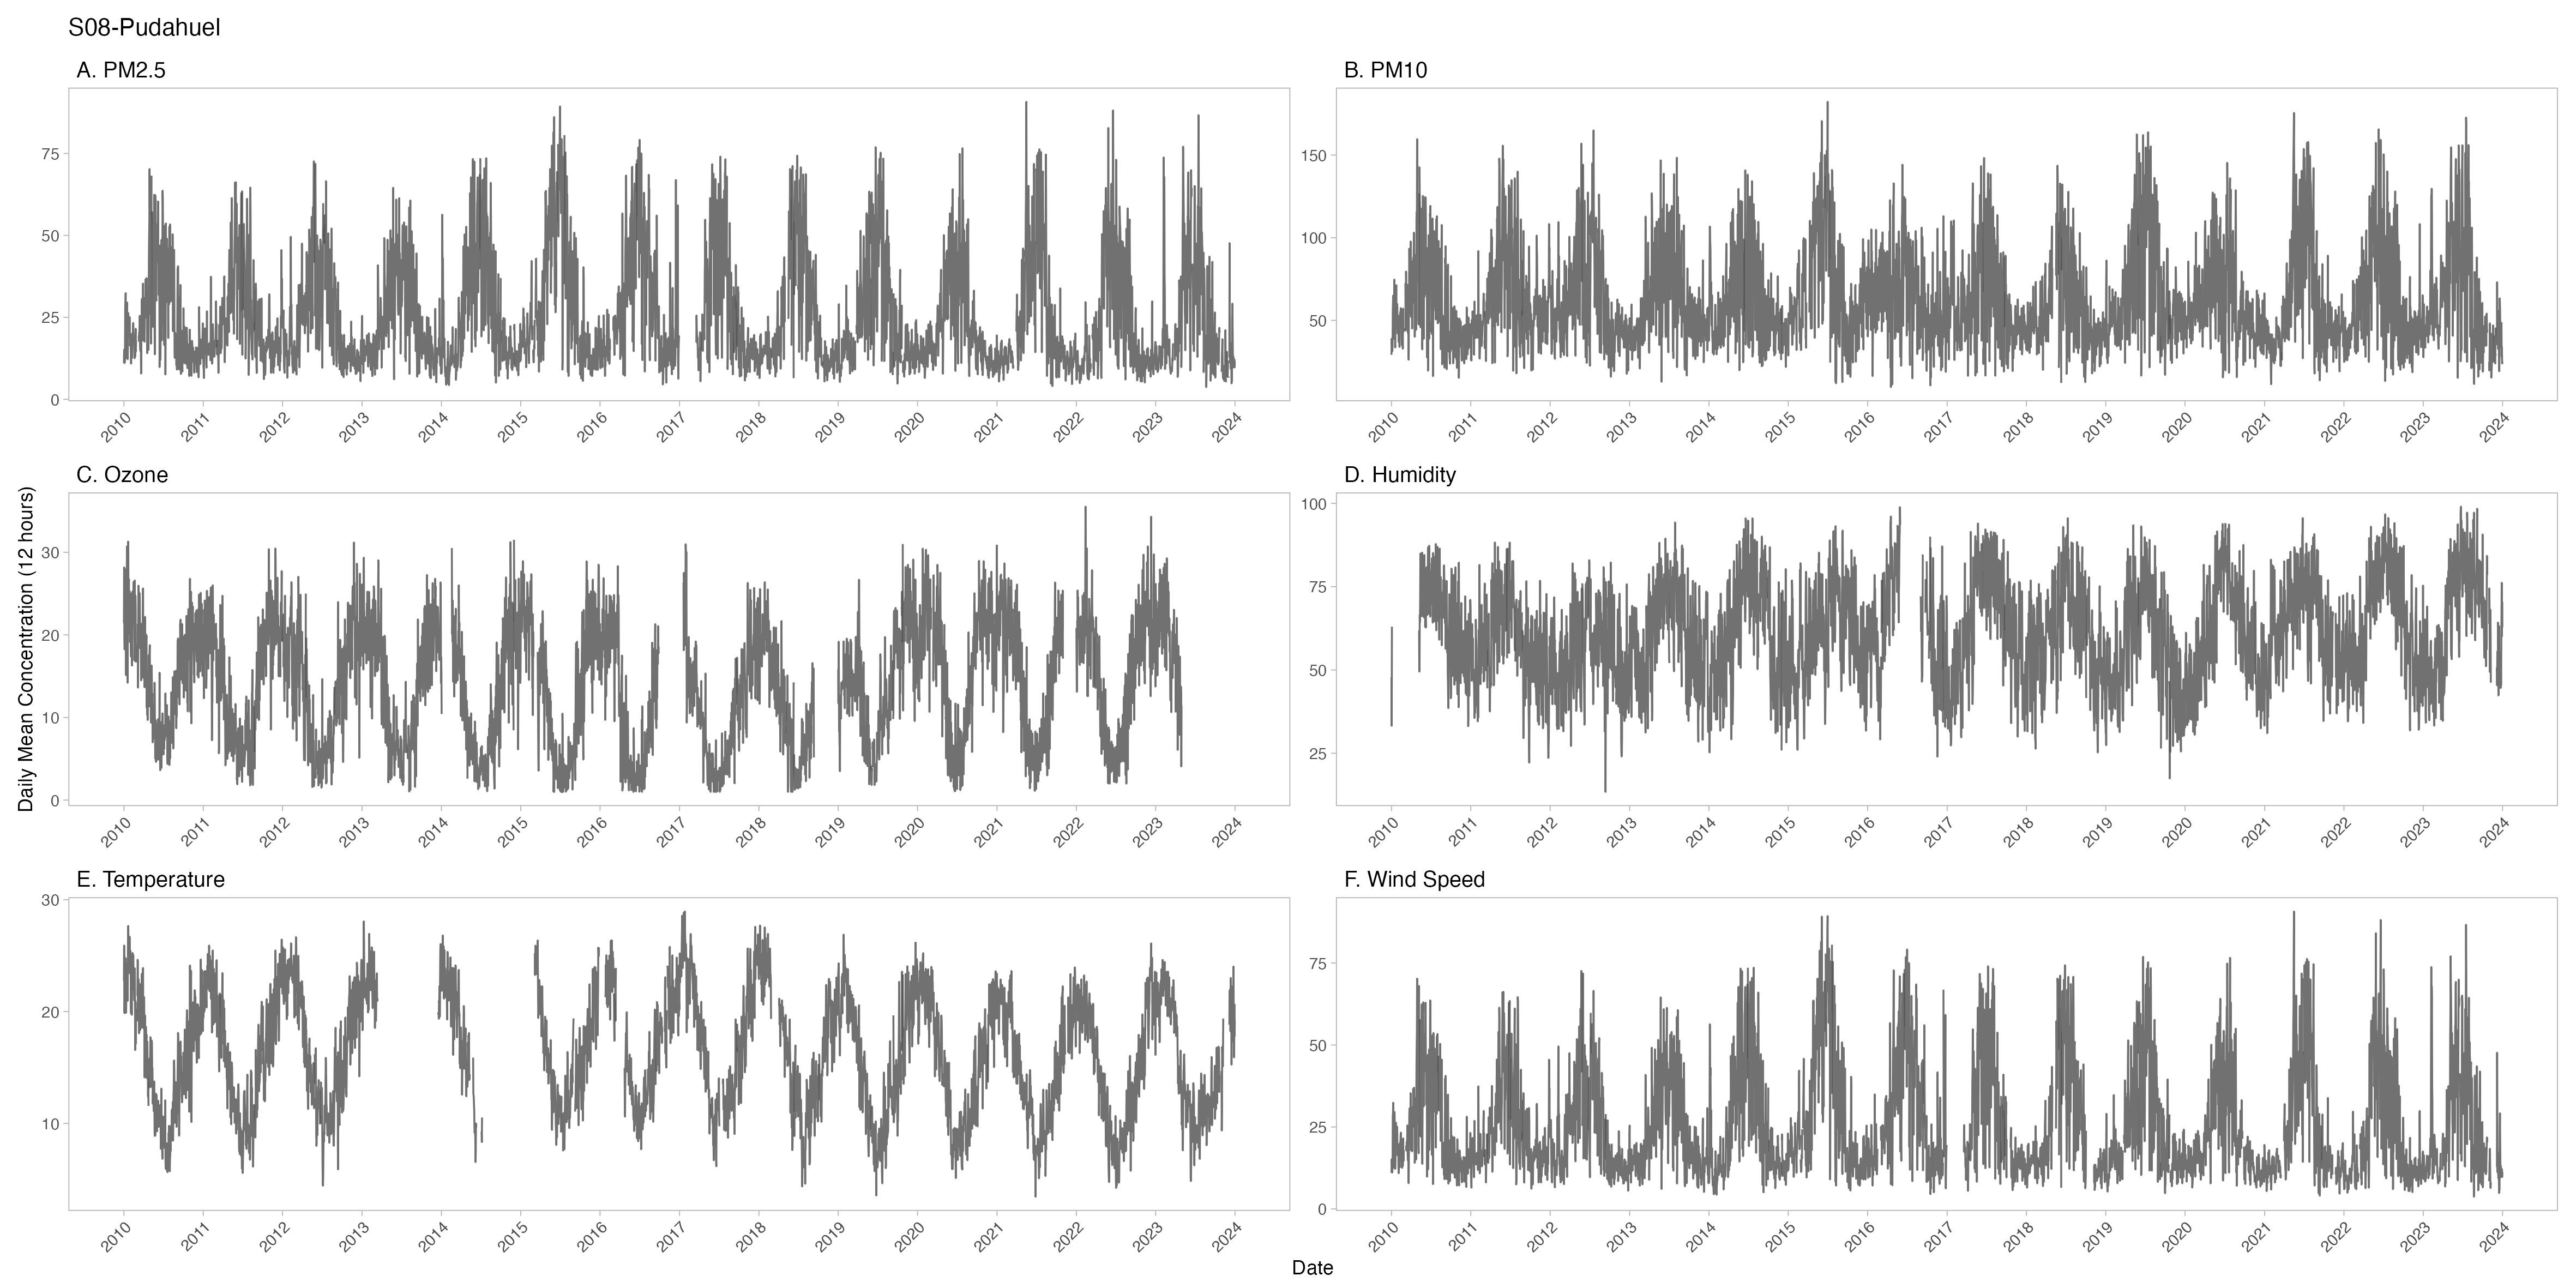 S08-Pudahuel
A. PM2.5
75
50
25
0
2010 2011 2012 2013 2014 2015 2016 2017 2018 2019 2020 2021 2022 2023 2024
B. PM10
150
100
50
2010 2011 2012 2013 2014 2015 2016 2017 2018 2019 2020 2021 2022 2023 2024
Daily Mean Concentration (12 hours)
C. Ozone
30
20
10
0
2010 2011 2012 2013 2014 2015 2016 2017 2018 2019 2020 2021 2022 2023 2024
D. Humidity
100
75
50
25
2010 2011 2012 2013 2014 2015 2016 2017 2018 2019 2020 2021 2022 2023 2024
E. Temperature
30
20
10
2010 2011 2012 2013 2014 2015 2016 2017 2018 2019 2020 2021 2022 2023 2024
F. Wind Speed
75
50
25
0
2010 2011 2012 2013 2014 2015 2016 2017 2018 2019 2020 2021 2022 2023 2024
Date